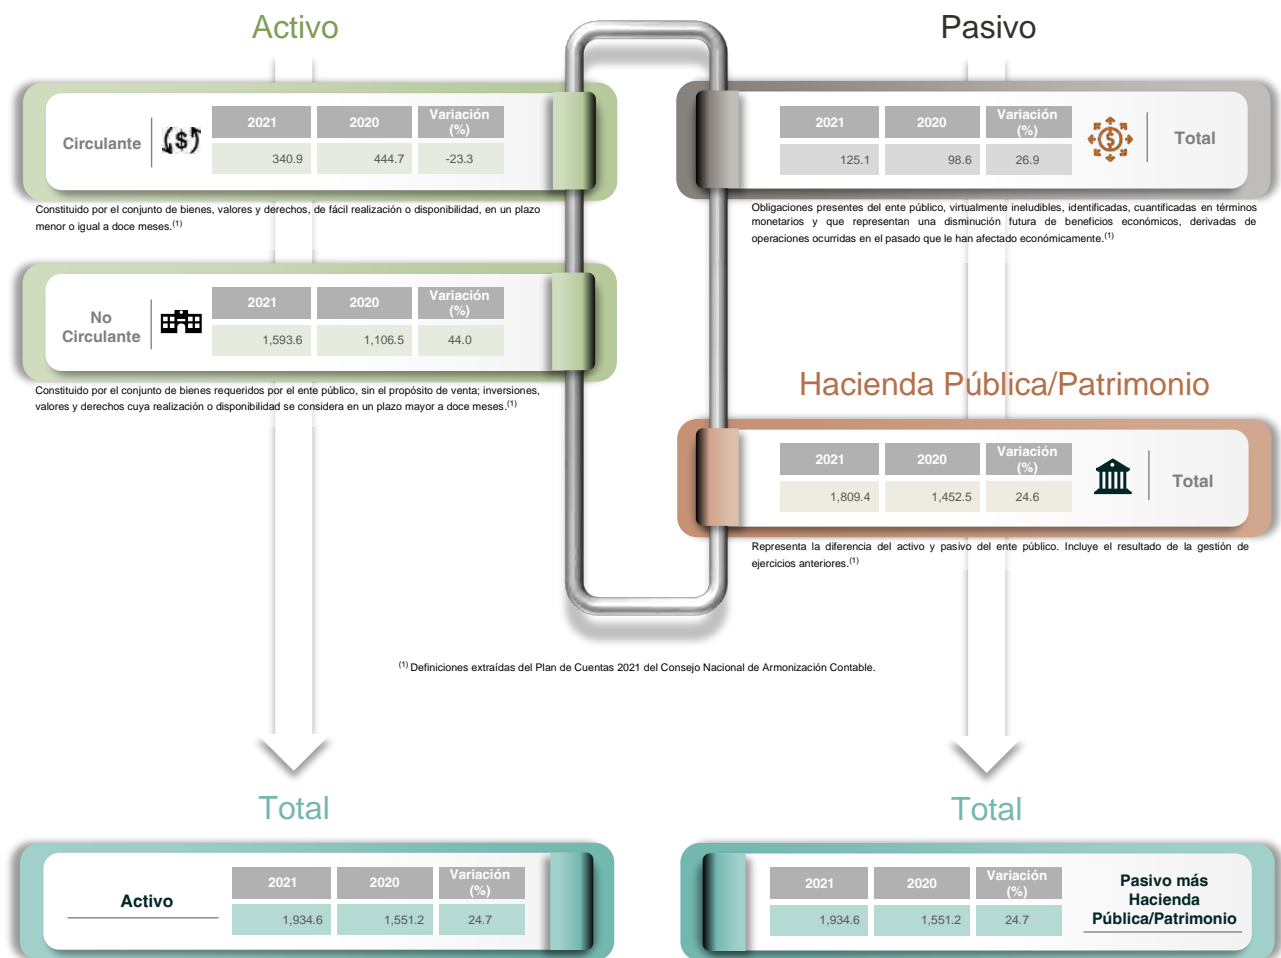 Activo
Circulante
2021 2020 Variación
(%)
340.9 444.7 -23.3
Constituido por el conjunto de bienes, valores y derechos, de fácil realización o disponibilidad, en un plazo
menor o igual a doce meses.(1)
No
Circulante
2021 2020 Variación
(%)
1,593.6 1,106.5 44.0
Constituido por el conjunto de bienes requeridos por el ente público, sin el propósito de venta; inversiones,
valores y derechos cuya realización o disponibilidad se considera en un plazo mayor a doce meses.(1)
Pasivo
2021 2020 Variación
(%)
125.1 98.6 26.9
Total
Obligaciones presentes del ente público, virtualmente ineludibles, identificadas, cuantificadas en términos
monetarios y que representan una disminución futura de beneficios económicos, derivadas de
operaciones ocurridas en el pasado que le han afectado económicamente.(1)
Hacienda Pública/Patrimonio
2021 2020 Variación
(%)
1,809.4 1,452.5 24.6
Total
Representa la diferencia del activo y pasivo del ente público. Incluye el resultado de la gestión de
ejercicios anteriores.(1)
(1) Definiciones extraídas del Plan de Cuentas 2021 del Consejo Nacional de Armonización Contable.
Total
Activo
2021 2020 Variación
(%)
1,934.6 1,551.2 24.7
Total
2021 2020 Variación
(%)
1,934.6 1,551.2 24.7
Pasivo más
Hacienda
Pública/Patrimonio